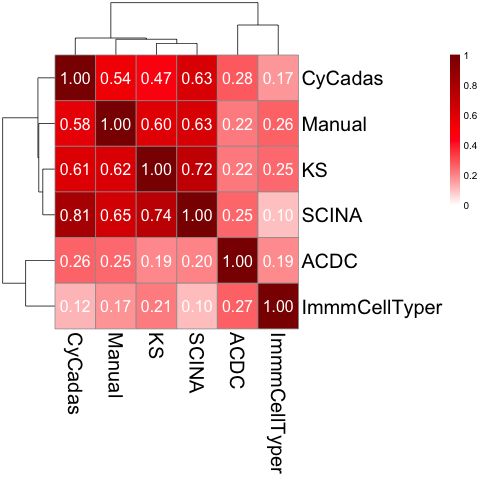 1.00 0.54 0.47 0.63 0.28 0.17 CyCadas
0.58 1.00 0.60 0.63 0.22 0.26 Manual
0.61 0.62 1.00 0.72 0.22 0.25 KS
0.81 0.65 0.74 1.00 0.25 0.10 SCINA
0.26 0.25 0.19 0.20 1.00 0.19 ACDC
0.12 0.17 0.21 0.10 0.27 1.00 ImmmCellTyper
CyCadas
Manual
KS
SCINA
ACDC
ImmmCellTyper
1
0.8
0.6
0.4
0.2
0